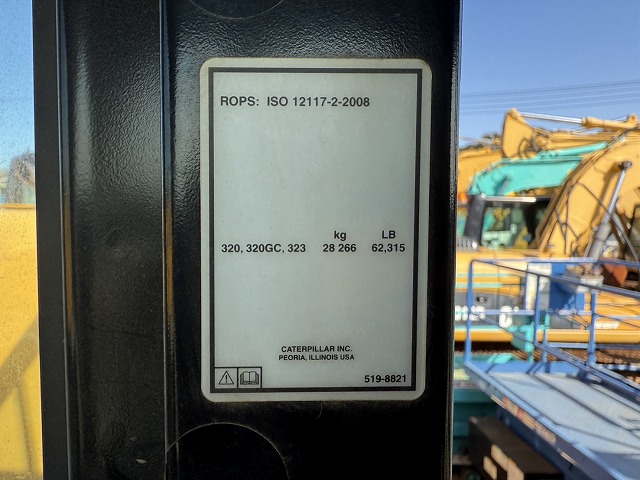 ROPS: ISO 12117-2-2008
kg LB
320, 320GC, 323 28 266 62,315
CATERPILLAR INC.
PEORIA, ILLINOIS USA
519-8821